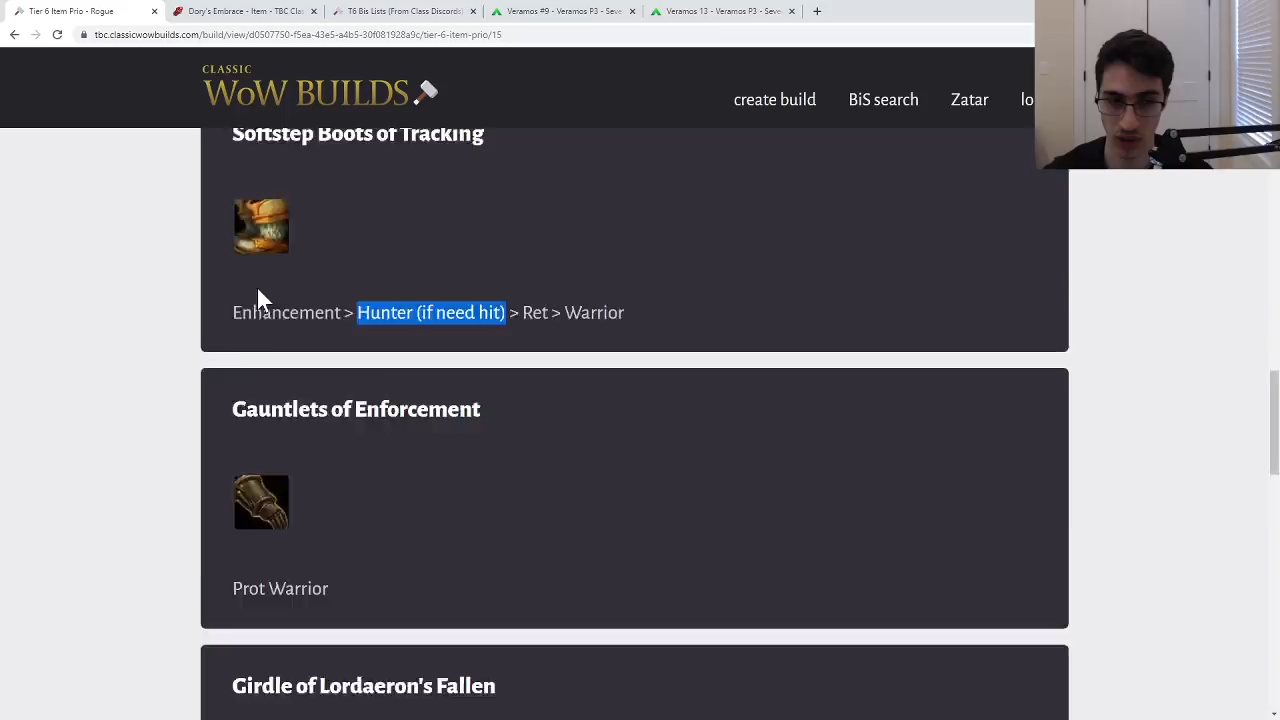 Tier 6 Item Prio - Rogue
Dory's Embrace - Item - TBC Clas
T6 Bis Lists (From Class Discords)
Veramos #9 - Veramos P3 - Seve
Veramos 13 - Veramos P3 - Seve
tbc.classicwowbuilds.com/build/view/d0507750-f5ea-43e5-a4b5-30f081928a9c/tier-6-item-prio/15
CLASSIC
WoW BUILDS
create build
BiS search
Zatar
lo
Softstep Boots of Tracking
Enhancement > Hunter (if need hit) > Ret > Warrior
Gauntlets of Enforcement
Prot Warrior
Girdle of Lordaeron's Fallen